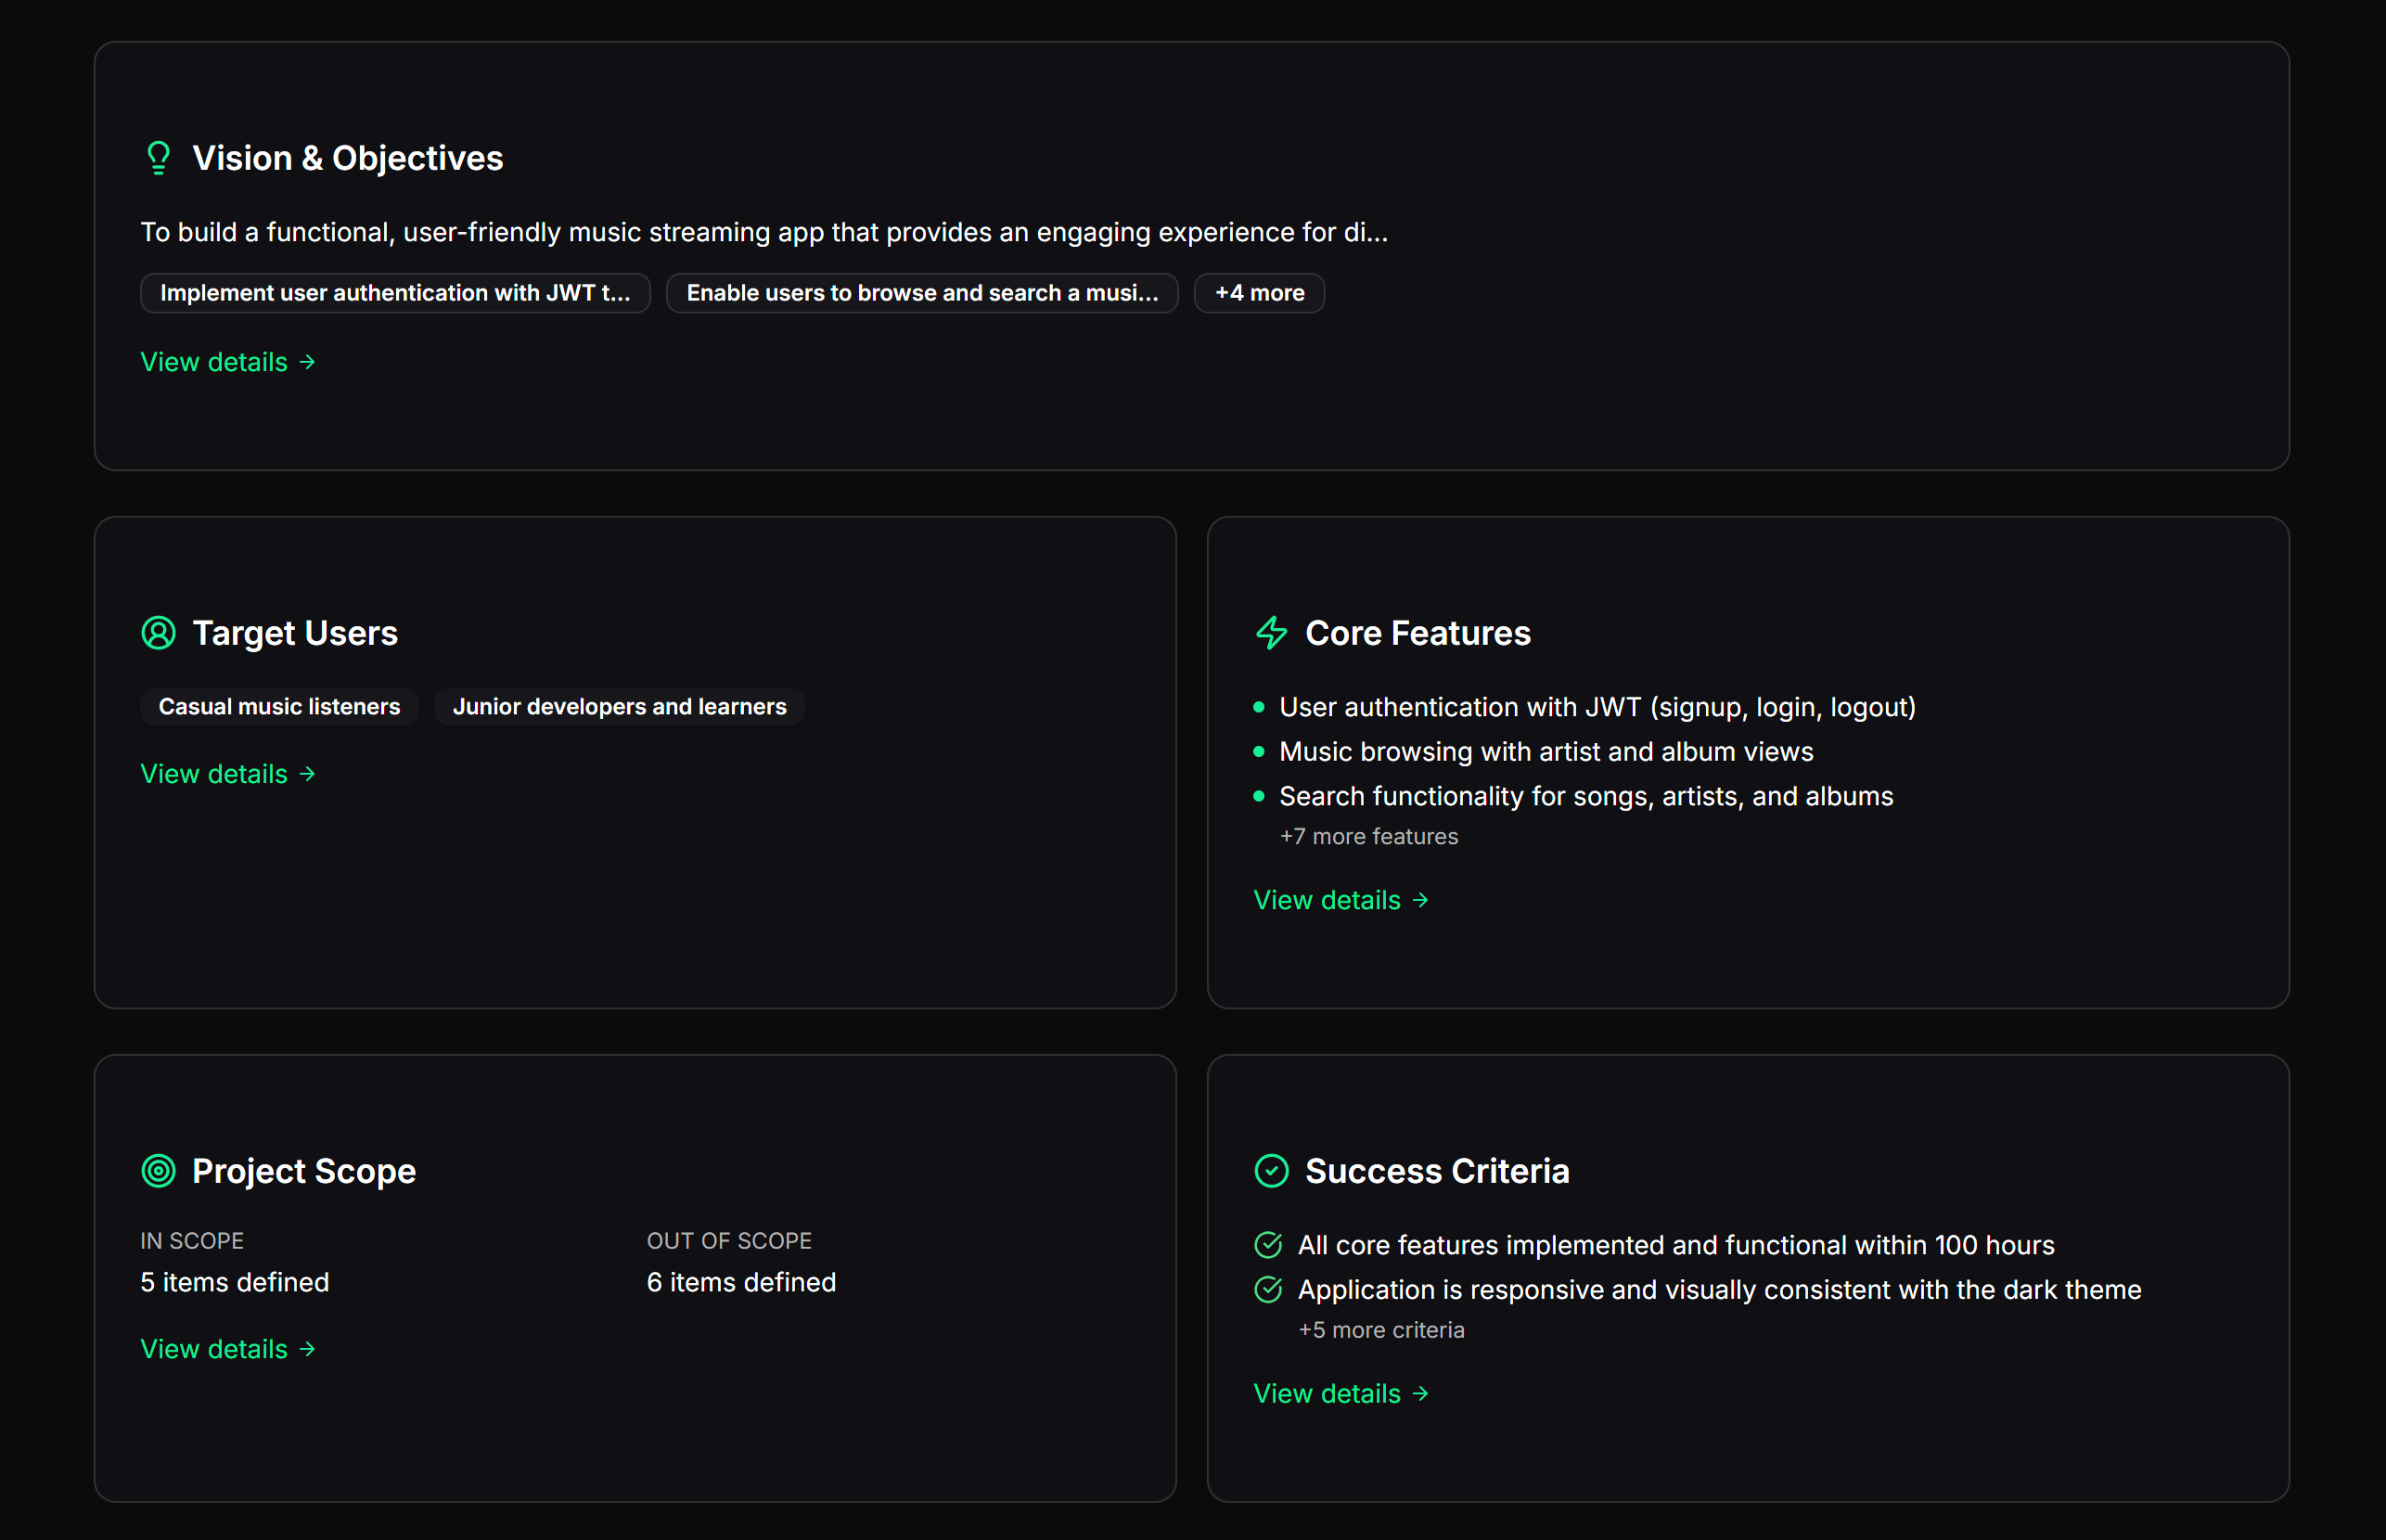 Vision & Objectives
To build a functional, user-friendly music streaming app that provides an engaging experience for di...
Implement user authentication with JWT t...
Enable users to browse and search a musi...
+4 more
View details →
Target Users
Casual music listeners
Junior developers and learners
View details →
Core Features
User authentication with JWT (signup, login, logout)
Music browsing with artist and album views
Search functionality for songs, artists, and albums
+7 more features
View details →
Project Scope
IN SCOPE
5 items defined
OUT OF SCOPE
6 items defined
View details →
Success Criteria
All core features implemented and functional within 100 hours
Application is responsive and visually consistent with the dark theme
+5 more criteria
View details →